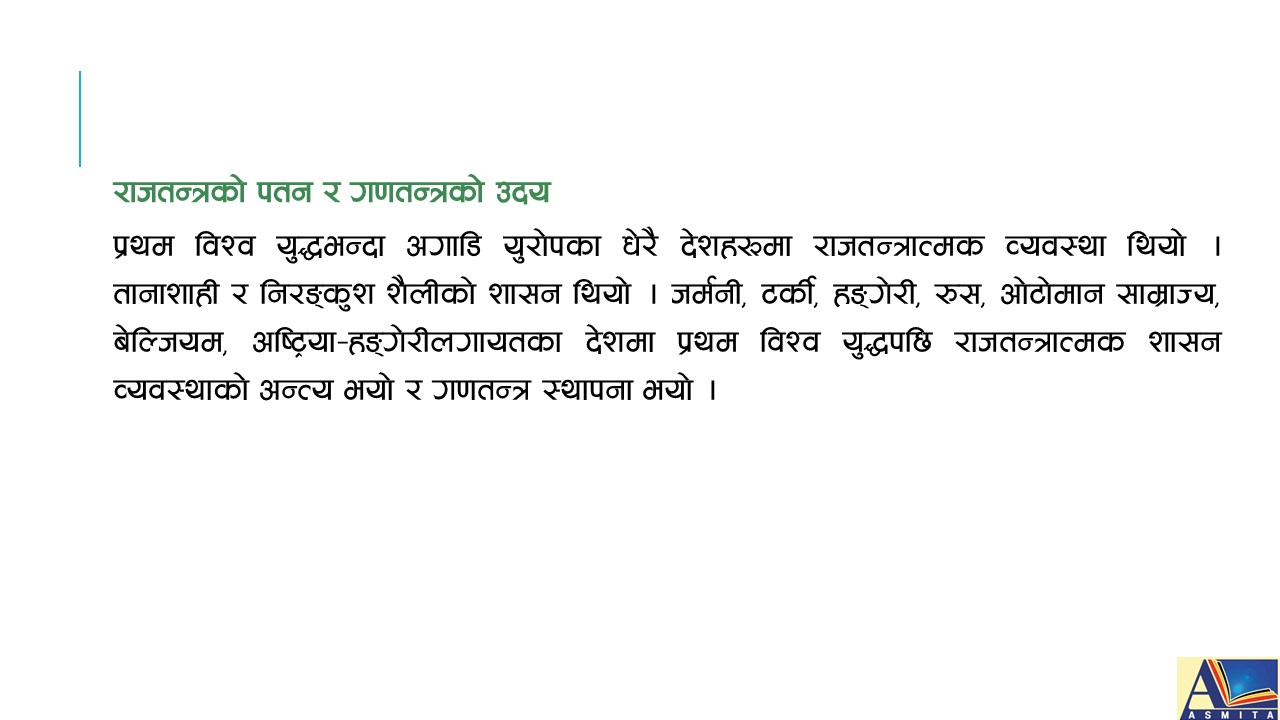 राजतन्त्रको पतन र गणतन्त्रको उदय
प्रथम विश्व युद्धभन्दा अगाडि युरोपका धेरै देशहरुमा राजतन्त्रात्मक व्यवस्था थियो ।
तानाशाही र निरङ्कुश शैलीको शासन थियो । जर्मनी, टर्की, हङ्गेरी, रुस, ओटोमान साम्राज्य,
बेल्जियम, अष्ट्रिया-हङ्गेरीलगायतका देशमा प्रथम विश्व युद्धपछि राजतन्त्रात्मक शासन
व्यवस्थाको अन्त्य भयो र गणतन्त्र स्थापना भयो ।
ASMITA